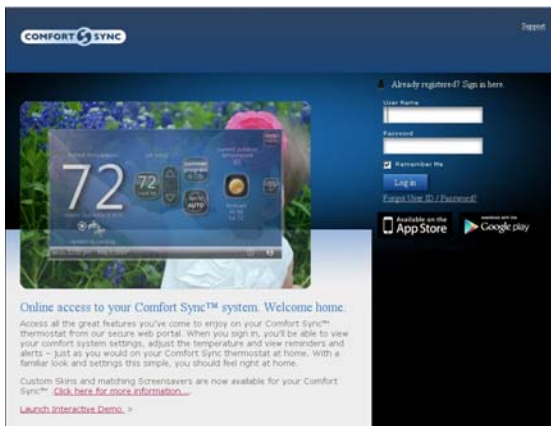 COMFORT SYNC
Support
Already registered? Sign in here.
User Name
Password
Remember Me
Log in
Forgot User ID / Password?
Available on the
App Store
Google play
72
72
summer
program
AUTO
Online access to your Comfort Sync™ system. Welcome home.
Access all the great features you've come to enjoy on your Comfort Sync™
thermostat from our secure web portal. When you sign in, you'll be able to view
your comfort system settings, adjust the temperature and view reminders and
alerts – just as you would on your Comfort Sync thermostat at home. With a
familiar look and settings this simple, you should feel right at home.
Custom Skins and matching Screensavers are now available for your Comfort
Sync™. Click here for more information...
Launch Interactive Demo >